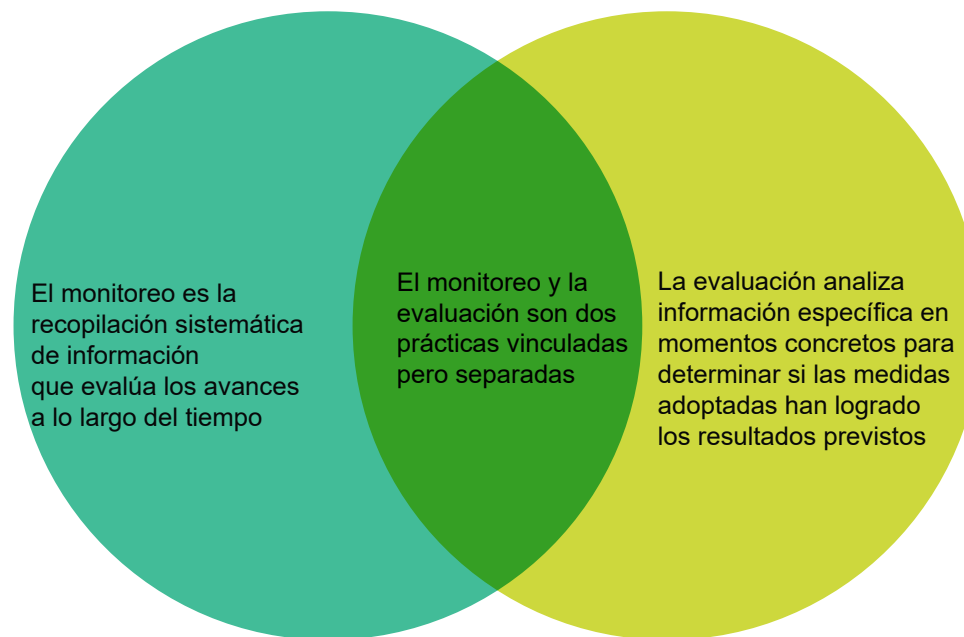 El monitoreo es la
recopilación sistemática
de información
que evalúa los avances
a lo largo del tiempo
El monitoreo y la
evaluación son dos
prácticas vinculadas
pero separadas
La evaluación analiza
información específica en
momentos concretos para
determinar si las medidas
adoptadas han logrado
los resultados previstos